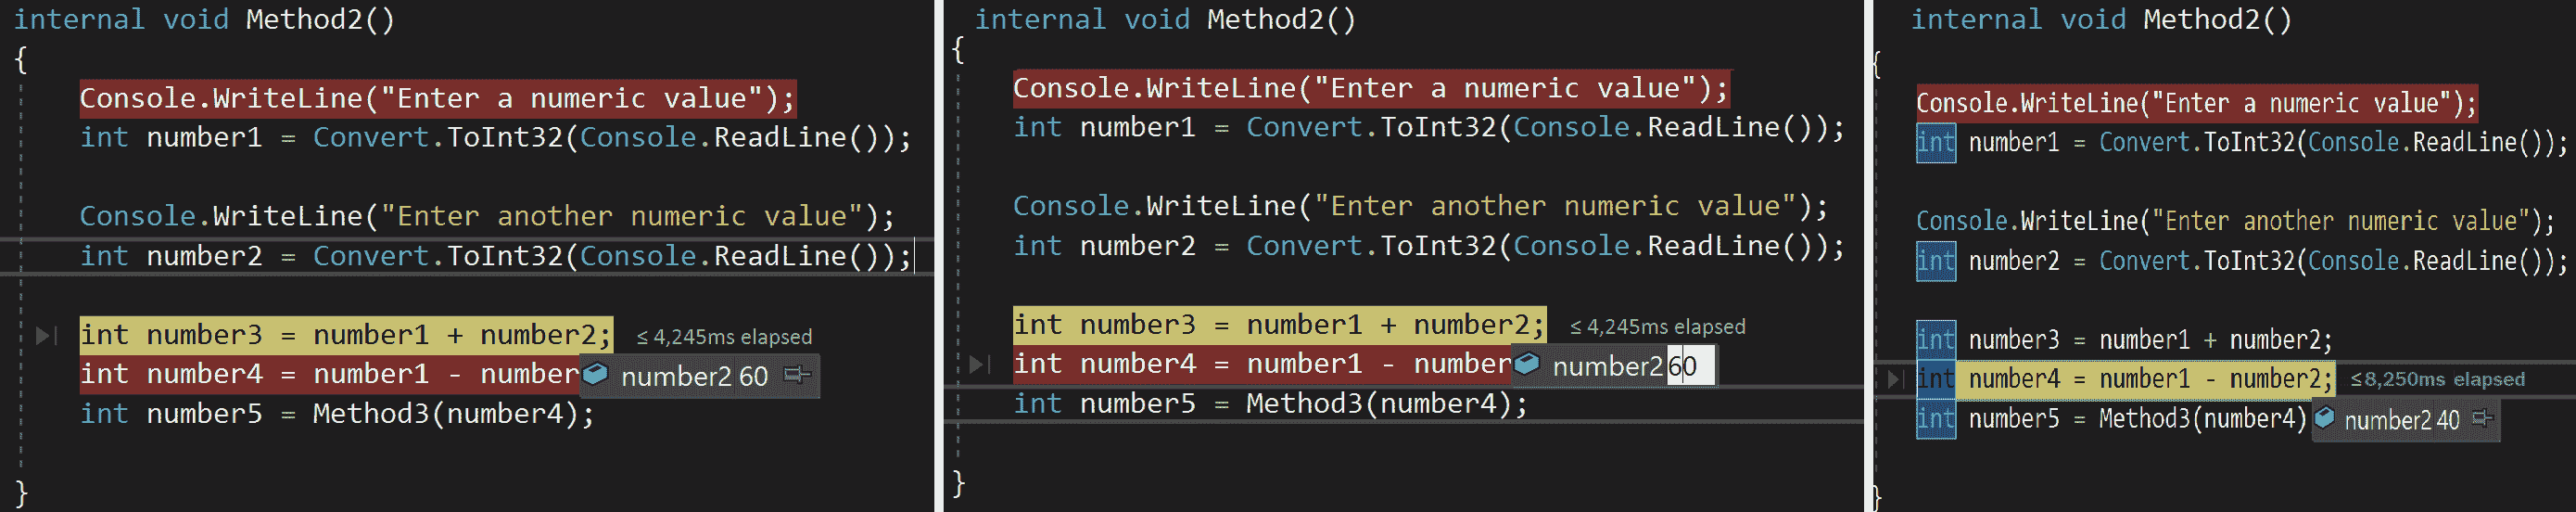 internal void Method2()
{
Console.WriteLine("Enter a numeric value");
int number1 = Convert.ToInt32(Console.ReadLine());
Console.WriteLine("Enter another numeric value");
int number2 = Convert.ToInt32(Console.ReadLine());
int number3 = number1 + number2; ≤ 4,245ms elapsed
int number4 = number1 - number number2 60
int number5 = Method3(number4);
}
internal void Method2()
{
Console.WriteLine("Enter a numeric value");
int number1 = Convert.ToInt32(Console.ReadLine());
Console.WriteLine("Enter another numeric value");
int number2 = Convert.ToInt32(Console.ReadLine());
int number3 = number1 + number2; ≤ 4,245ms elapsed
int number4 = number1 - number number2 60
int number5 = Method3(number4);
}
internal void Method2()
{
Console.WriteLine("Enter a numeric value");
int number1 = Convert.ToInt32(Console.ReadLine());
Console.WriteLine("Enter another numeric value");
int number2 = Convert.ToInt32(Console.ReadLine());
int number3 = number1 + number2;
int number4 = number1 - number2; ≤8,250ms elapsed
int number5 = Method3(number4) number2 40
}